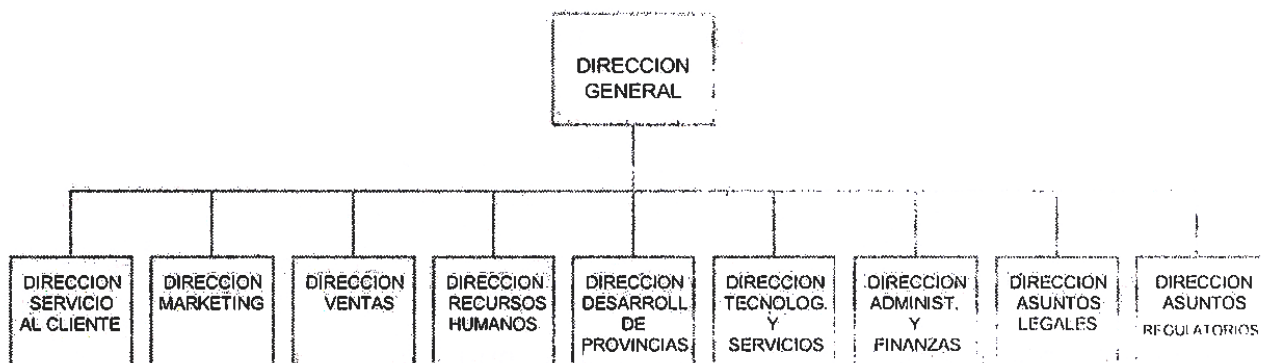 DIRECCION
GENERAL
DIRECCION
SERVICIO
AL CLIENTE
DIRECCION
MARKETING
DIRECCION
VENTAS
DIRECCION
RECURSOS
HUMANOS
DIRECCION
DESARROLL
DE
PROVINCIAS
DIRECCION
TECNOLOG.
Y
SERVICIOS
DIRECCION
ADMINIST.
Y
FINANZAS
DIRECCION
ASUNTOS
LEGALES
DIRECCION
ASUNTOS
REGULATORIOS